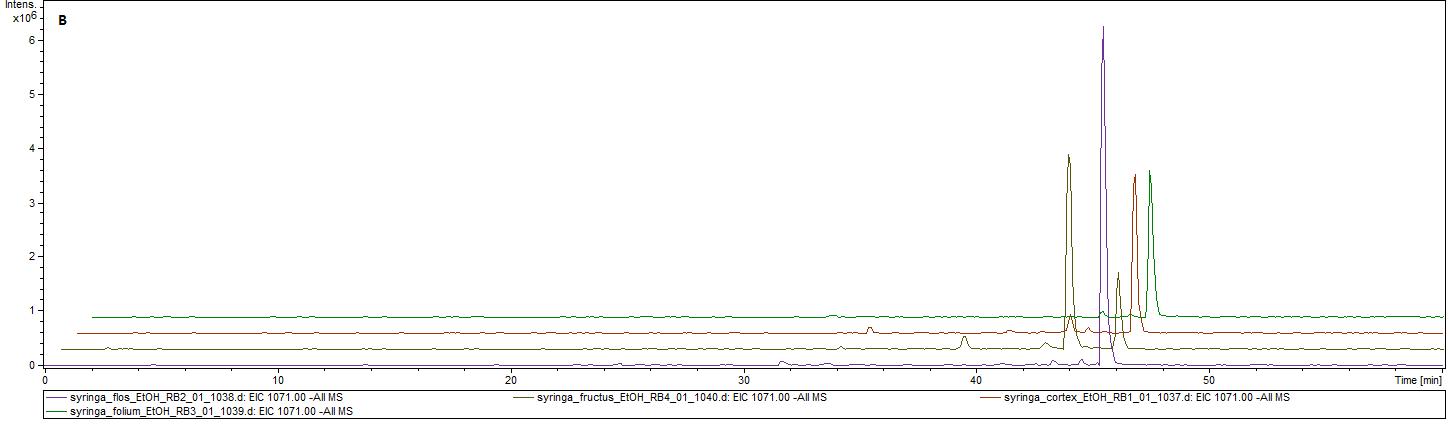 Intens.
x10⁶
B
6
5
4
3
2
1
0
0 10 20 30 40 50 Time [min]
syringa_flos_EtOH_RB2_01_1038.d: EIC 1071.00 -All MS syringa_fructus_EtOH_RB4_01_1040.d: EIC 1071.00 -All MS syringa_cortex_EtOH_RB1_01_1037.d: EIC 1071.00 -All MS
syringa_folium_EtOH_RB3_01_1039.d: EIC 1071.00 -All MS